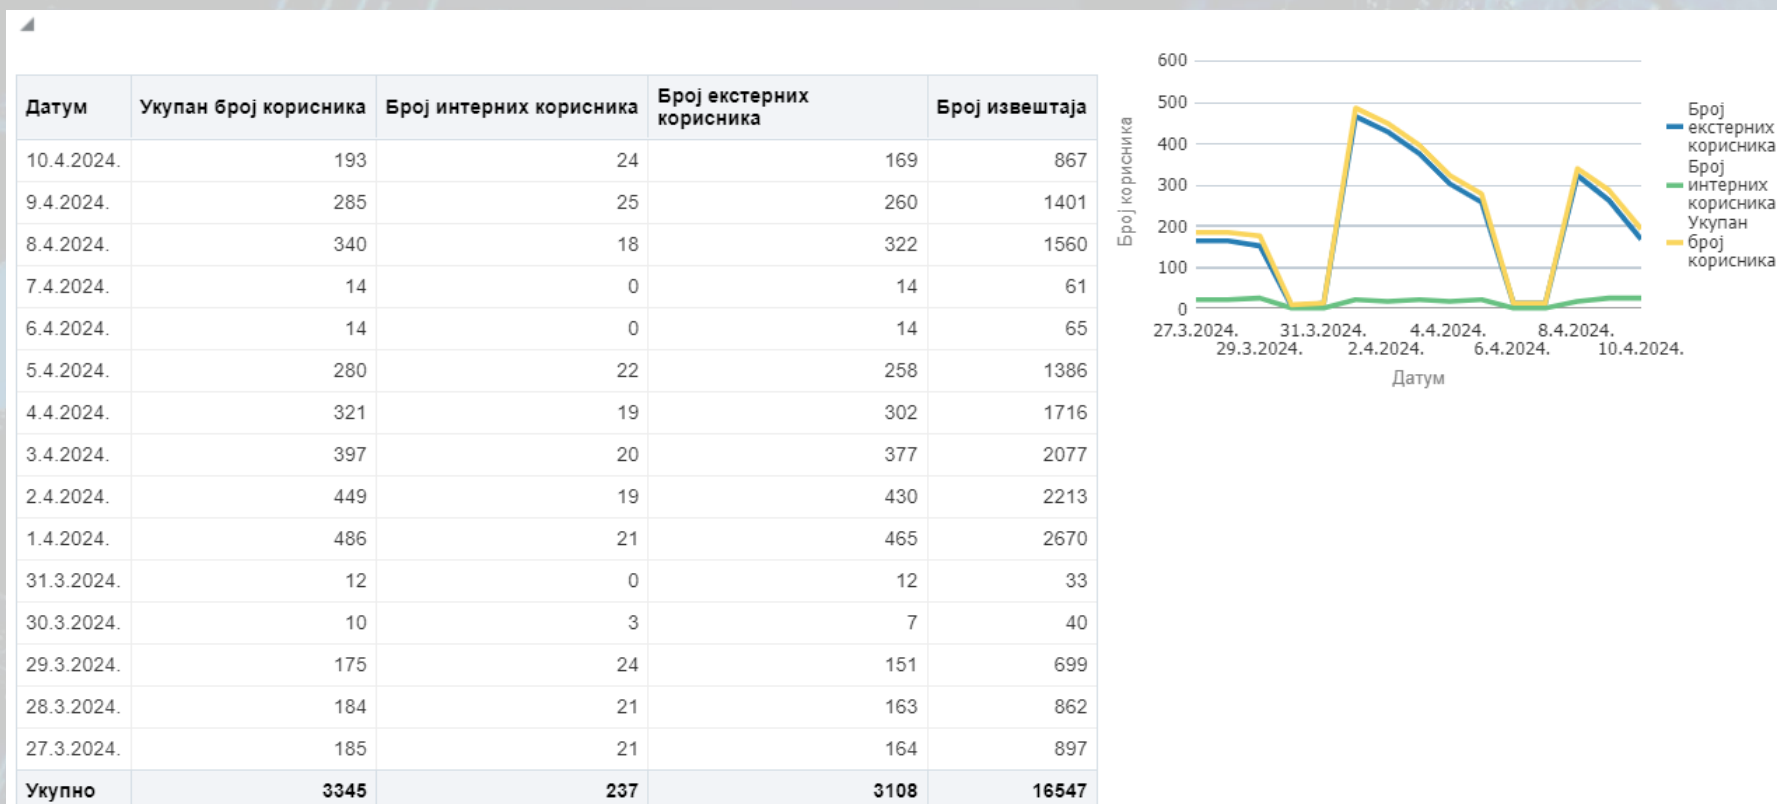 Датум Укупан број корисника Број интерних корисника Број екстерних корисника Број извештаја
10.4.2024. 193 24 169 867
9.4.2024. 285 25 260 1401
8.4.2024. 340 18 322 1560
7.4.2024. 14 0 14 61
6.4.2024. 14 0 14 65
5.4.2024. 280 22 258 1386
4.4.2024. 321 19 302 1716
3.4.2024. 397 20 377 2077
2.4.2024. 449 19 430 2213
1.4.2024. 486 21 465 2670
31.3.2024. 12 0 12 33
30.3.2024. 10 3 7 40
29.3.2024. 175 24 151 699
28.3.2024. 184 21 163 862
27.3.2024. 185 21 164 897
Укупно 3345 237 3108 16547
Број корисника
600
500
400
300
200
100
0
27.3.2024. 31.3.2024. 4.4.2024. 8.4.2024.
29.3.2024. 2.4.2024. 6.4.2024. 10.4.2024.
Датум
Број
екстерних
корисника
Број
интерних
корисника
Укупан
број
корисника